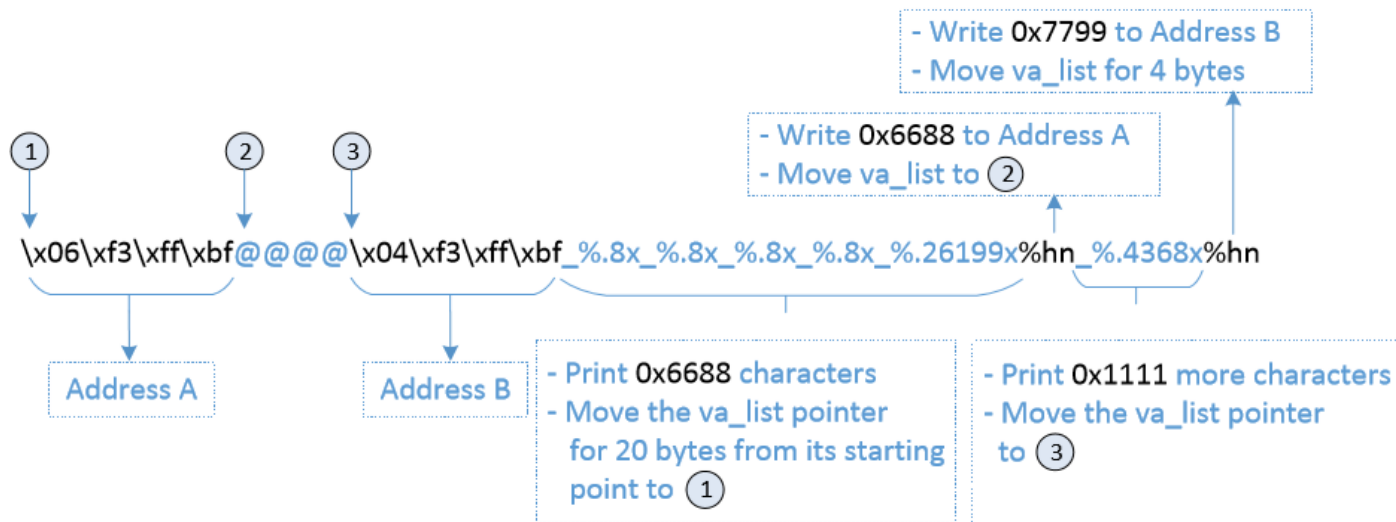 - Write 0x7799 to Address B
- Move va_list for 4 bytes
- Write 0x6688 to Address A
- Move va_list to 2
1
2
3
\x06\xf3\xff\xbf@@@@\x04\xf3\xff\xbf_%.8x_%.8x_%.8x_%.8x_%.26199x%hn_%.4368x%hn
Address A
Address B
- Print 0x6688 characters
- Move the va_list pointer
for 20 bytes from its starting
point to 1
- Print 0x1111 more characters
- Move the va_list pointer
to 3